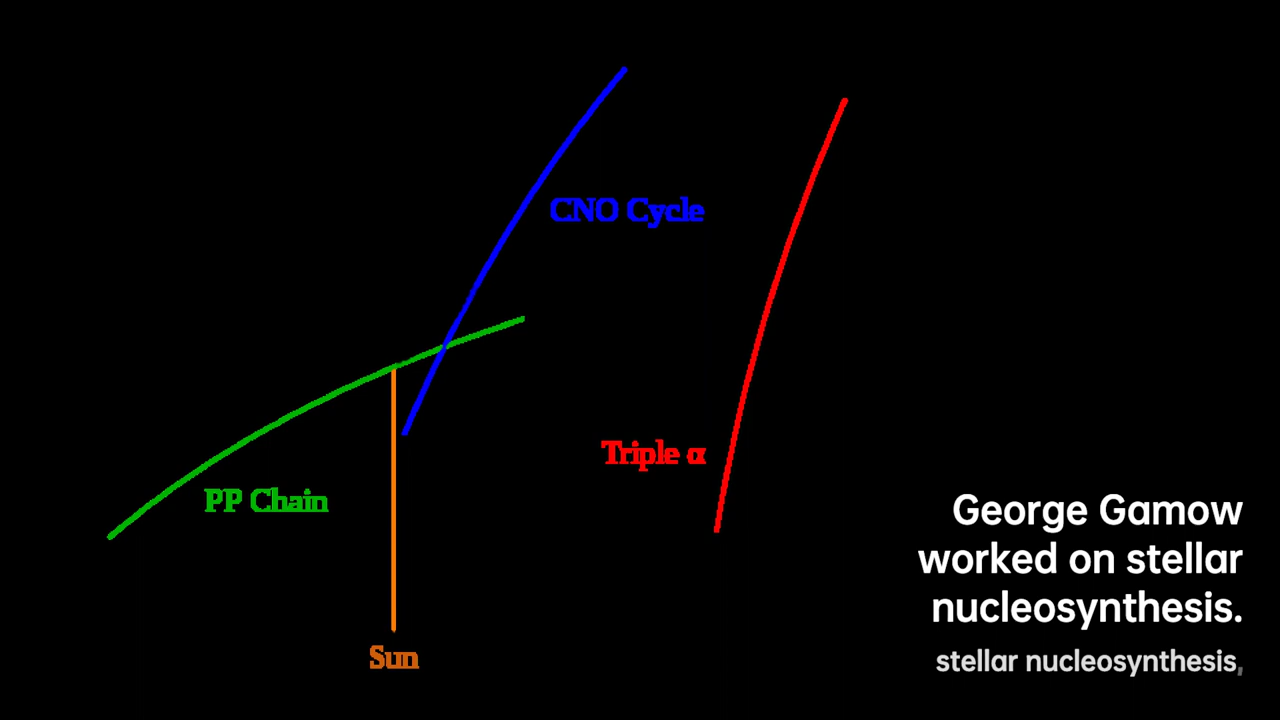 CNO Cycle
Triple α
PP Chain
Sun
George Gamow
worked on stellar
nucleosynthesis.
stellar nucleosynthesis,